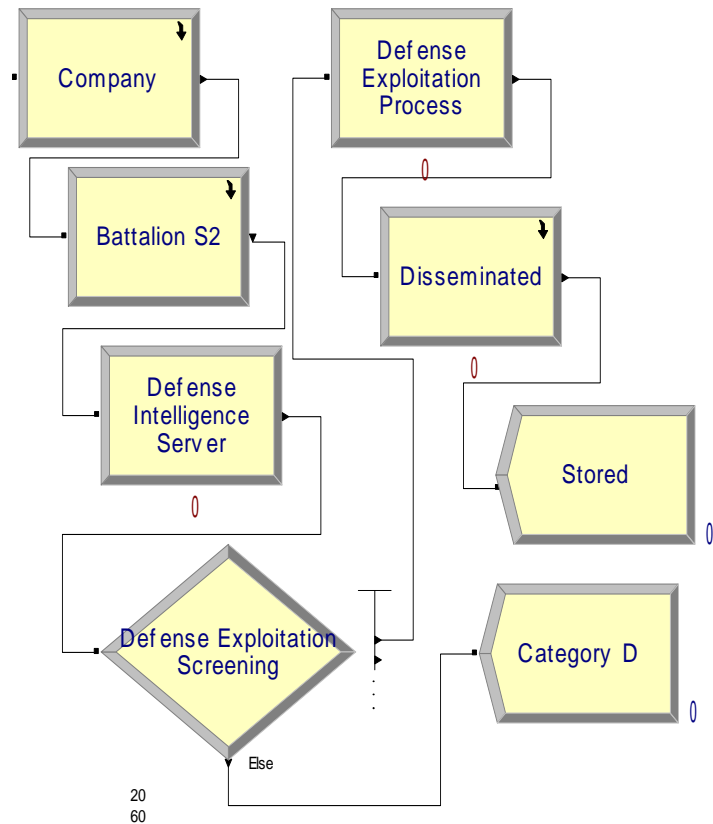 Company
Battalion S2
Defense
Intelligence
Server
0
Defense Exploitation
Screening
Else
20
60
Defense
Exploitation
Process
0
Disseminated
0
Stored
0
Category D
0